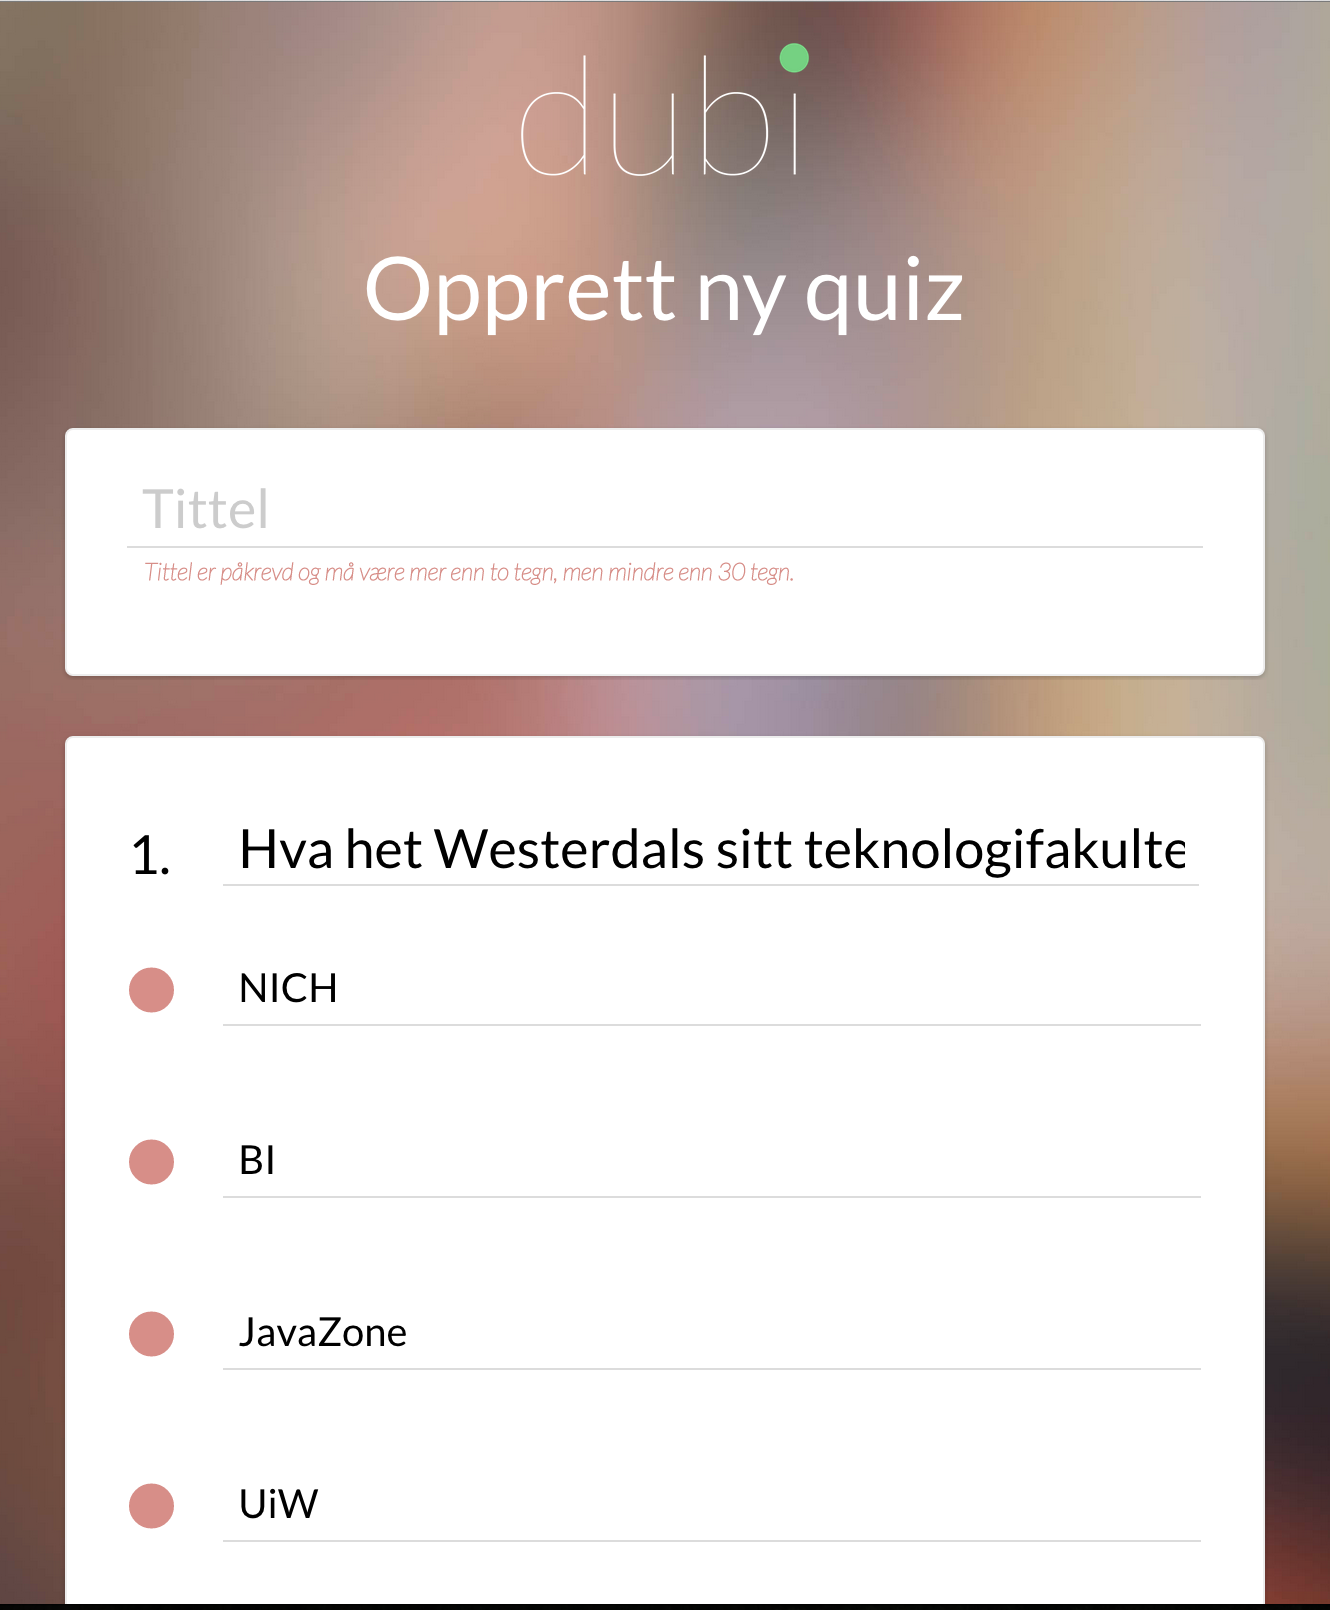 dubi
Opprett ny quiz
Tittel
Tittel er påkrevd og må være mer enn to tegn, men mindre enn 30 tegn.
1. Hva het Westerdals sitt teknologifakulte
NICH
BI
JavaZone
UiW